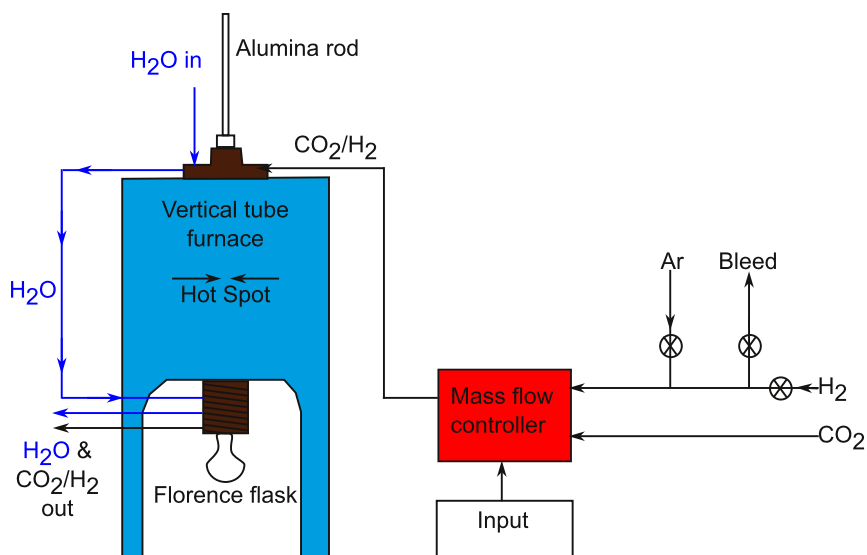 Alumina rod
H₂O in
CO₂/H₂
Vertical tube
furnace
Hot Spot
H₂O
Ar
Bleed
H₂
Mass flow
controller
CO₂
H₂O &
CO₂/H₂
out
Florence flask
Input